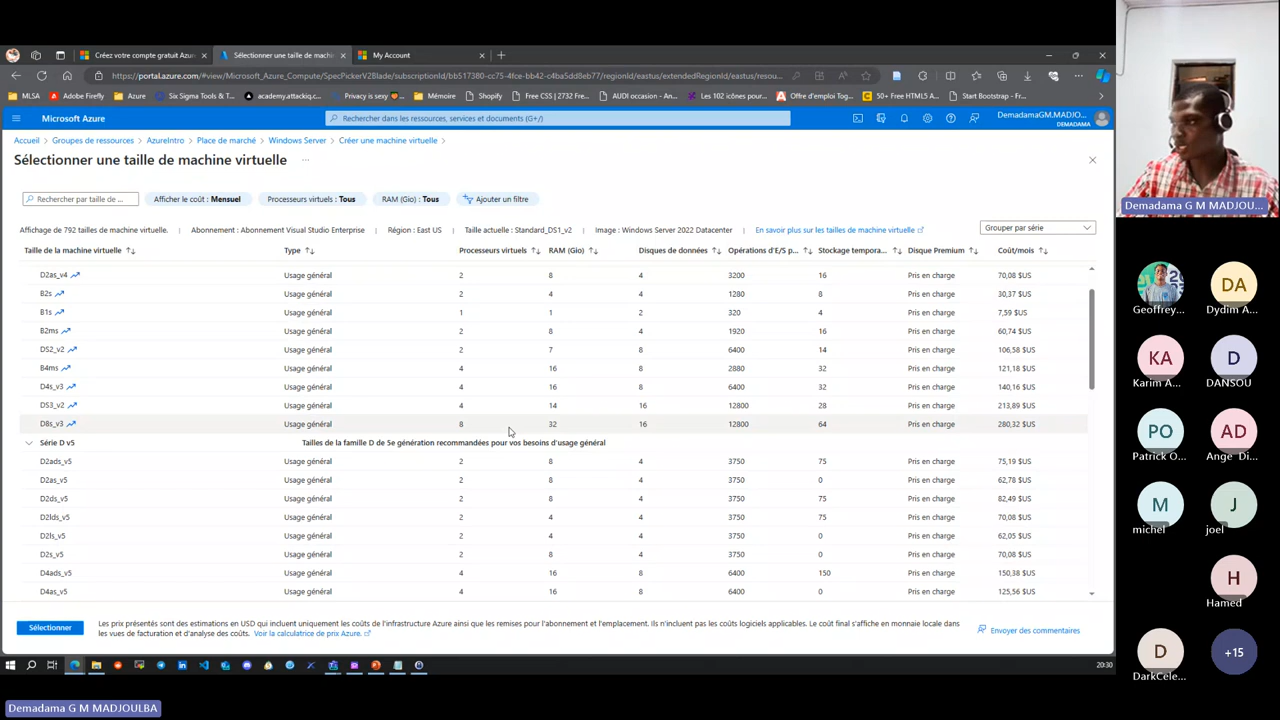 Créez votre compte gratuit Azur
Sélectionner une taille de machin
My Account
https://portal.azure.com/#view/Microsoft_Azure_Compute/SpecPickerV2Blade/subscriptionId/bb517380-cc75-4fce-bb42-c4ba5dd8eb77/regionId/eastus/extendedRegionId/eastus/resou...
MLSA
Adobe Firefly
Azure
Six Sigma Tools & T...
academy.attackiq.c...
Privacy is sexy
Mémoire
Shopify
Free CSS | 2732 Fre...
AUDI occasion - An...
Les 102 icônes pour...
Offre d'emploi Tog...
50+ Free HTML5 A...
Start Bootstrap - Fr...
Microsoft Azure
Rechercher dans les ressources, services et documents (G+/)
DemadamaGM.MADJO...
DEMADAMA
Accueil > Groupes de ressources > AzureIntro > Place de marché > Windows Server > Créer une machine virtuelle >
Sélectionner une taille de machine virtuelle ...
Rechercher par taille de ...
Afficher le coût : Mensuel
Processeurs virtuels : Tous
RAM (Gio) : Tous
Ajouter un filtre
Affichage de 792 tailles de machine virtuelle. | Abonnement : Abonnement Visual Studio Enterprise | Région : East US | Taille actuelle : Standard_DS1_v2 | Image : Windows Server 2022 Datacenter | En savoir plus sur les tailles de machine virtuelle
Grouper par série
Taille de la machine virtuelle Type Processeurs virtuels RAM (Gio) Disques de données Opérations d'E/S p... Stockage tempora... Disque Premium Coût/mois
D2as_v4 Usage général 2 8 4 3200 16 Pris en charge 70,08 $US
B2s Usage général 2 4 4 1280 8 Pris en charge 30,37 $US
B1s Usage général 1 1 2 320 4 Pris en charge 7,59 $US
B2ms Usage général 2 8 4 1920 16 Pris en charge 60,74 $US
DS2_v2 Usage général 2 7 8 6400 14 Pris en charge 106,58 $US
B4ms Usage général 4 16 8 2880 32 Pris en charge 121,18 $US
D4s_v3 Usage général 4 16 8 6400 32 Pris en charge 140,16 $US
DS3_v2 Usage général 4 14 16 12800 28 Pris en charge 213,89 $US
D8s_v3 Usage général 8 32 16 12800 64 Pris en charge 280,32 $US
Série D v5 Tailles de la famille D de 5e génération recommandées pour vos besoins d'usage général
D2ads_v5 Usage général 2 8 4 3750 75 Pris en charge 75,19 $US
D2as_v5 Usage général 2 8 4 3750 0 Pris en charge 62,78 $US
D2ds_v5 Usage général 2 8 4 3750 75 Pris en charge 82,49 $US
D2lds_v5 Usage général 2 4 4 3750 75 Pris en charge 70,08 $US
D2ls_v5 Usage général 2 4 4 3750 0 Pris en charge 62,05 $US
D2s_v5 Usage général 2 8 4 3750 0 Pris en charge 70,08 $US
D4ads_v5 Usage général 4 16 8 6400 150 Pris en charge 150,38 $US
D4as_v5 Usage général 4 16 8 6400 0 Pris en charge 125,56 $US
Sélectionner
Les prix présentés sont des estimations en USD qui incluent uniquement les coûts de l'infrastructure Azure ainsi que les remises pour l'abonnement et l'emplacement. Ils n'incluent pas les coûts logiciels applicables. Le coût final s'affiche en monnaie locale dans
les vues de facturation et d'analyse des coûts. Voir la calculatrice de prix Azure.
Envoyer des commentaires
20:30
Demadama G M MADJOULBA
Demadama G M MADJOU...
Geoffrey...
DA
Dydim A...
KA
Karim A...
D
DANSOU
PO
Patrick O...
AD
Ange Di...
M
michel
J
joel
H
Hamed
D
DarkCele...
+15